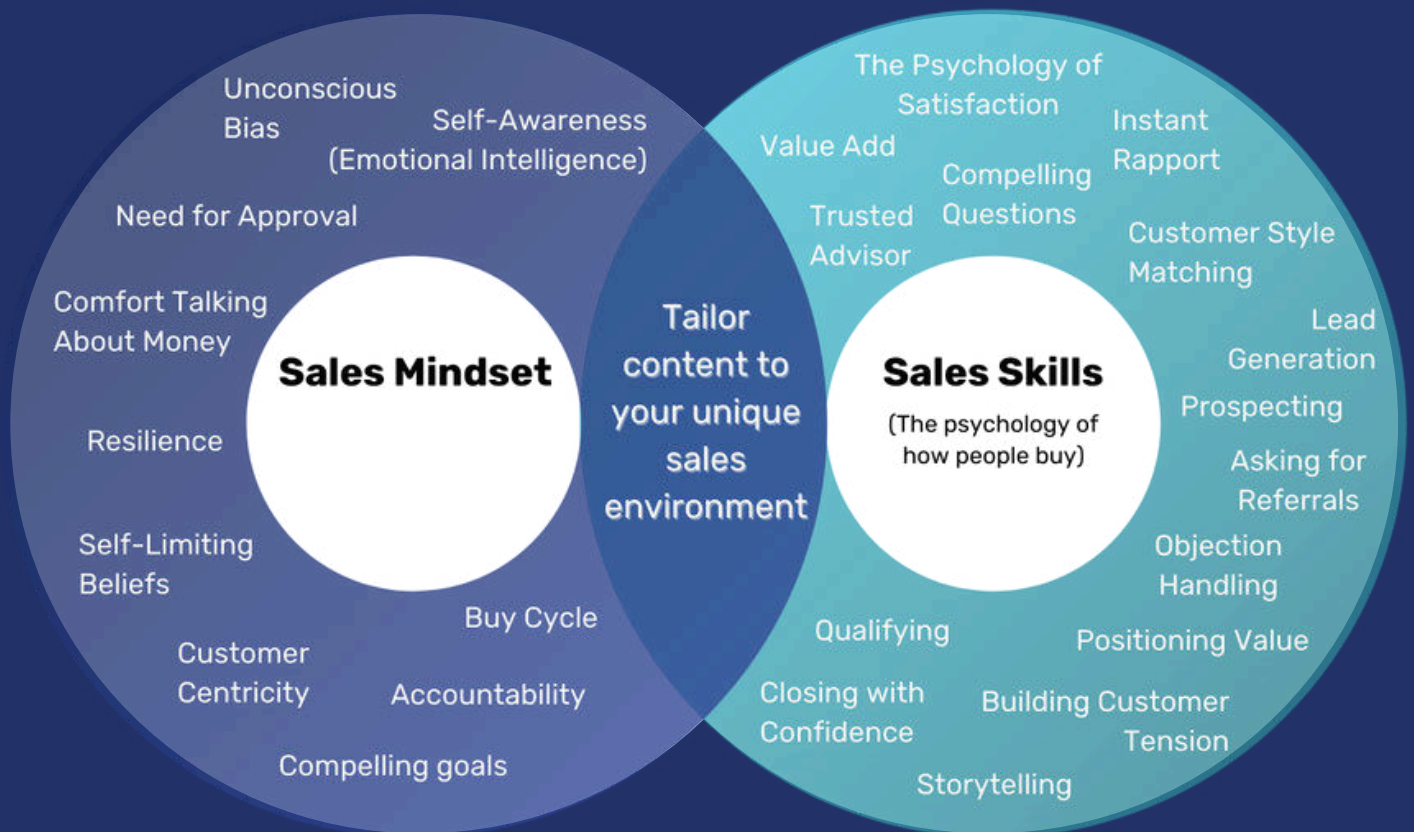 Unconscious
Bias
Self-Awareness
(Emotional Intelligence)
Need for Approval
Comfort Talking
About Money
Sales Mindset
Resilience
Self-Limiting
Beliefs
Buy Cycle
Customer
Centricity
Accountability
Compelling goals
Tailor
content to
your unique
sales
environment
The Psychology of
Satisfaction
Value Add
Instant
Rapport
Compelling
Questions
Trusted
Advisor
Customer Style
Matching
Lead
Generation
Sales Skills
(The psychology of
how people buy)
Prospecting
Asking for
Referrals
Objection
Handling
Qualifying
Positioning Value
Closing with
Confidence
Building Customer
Tension
Storytelling